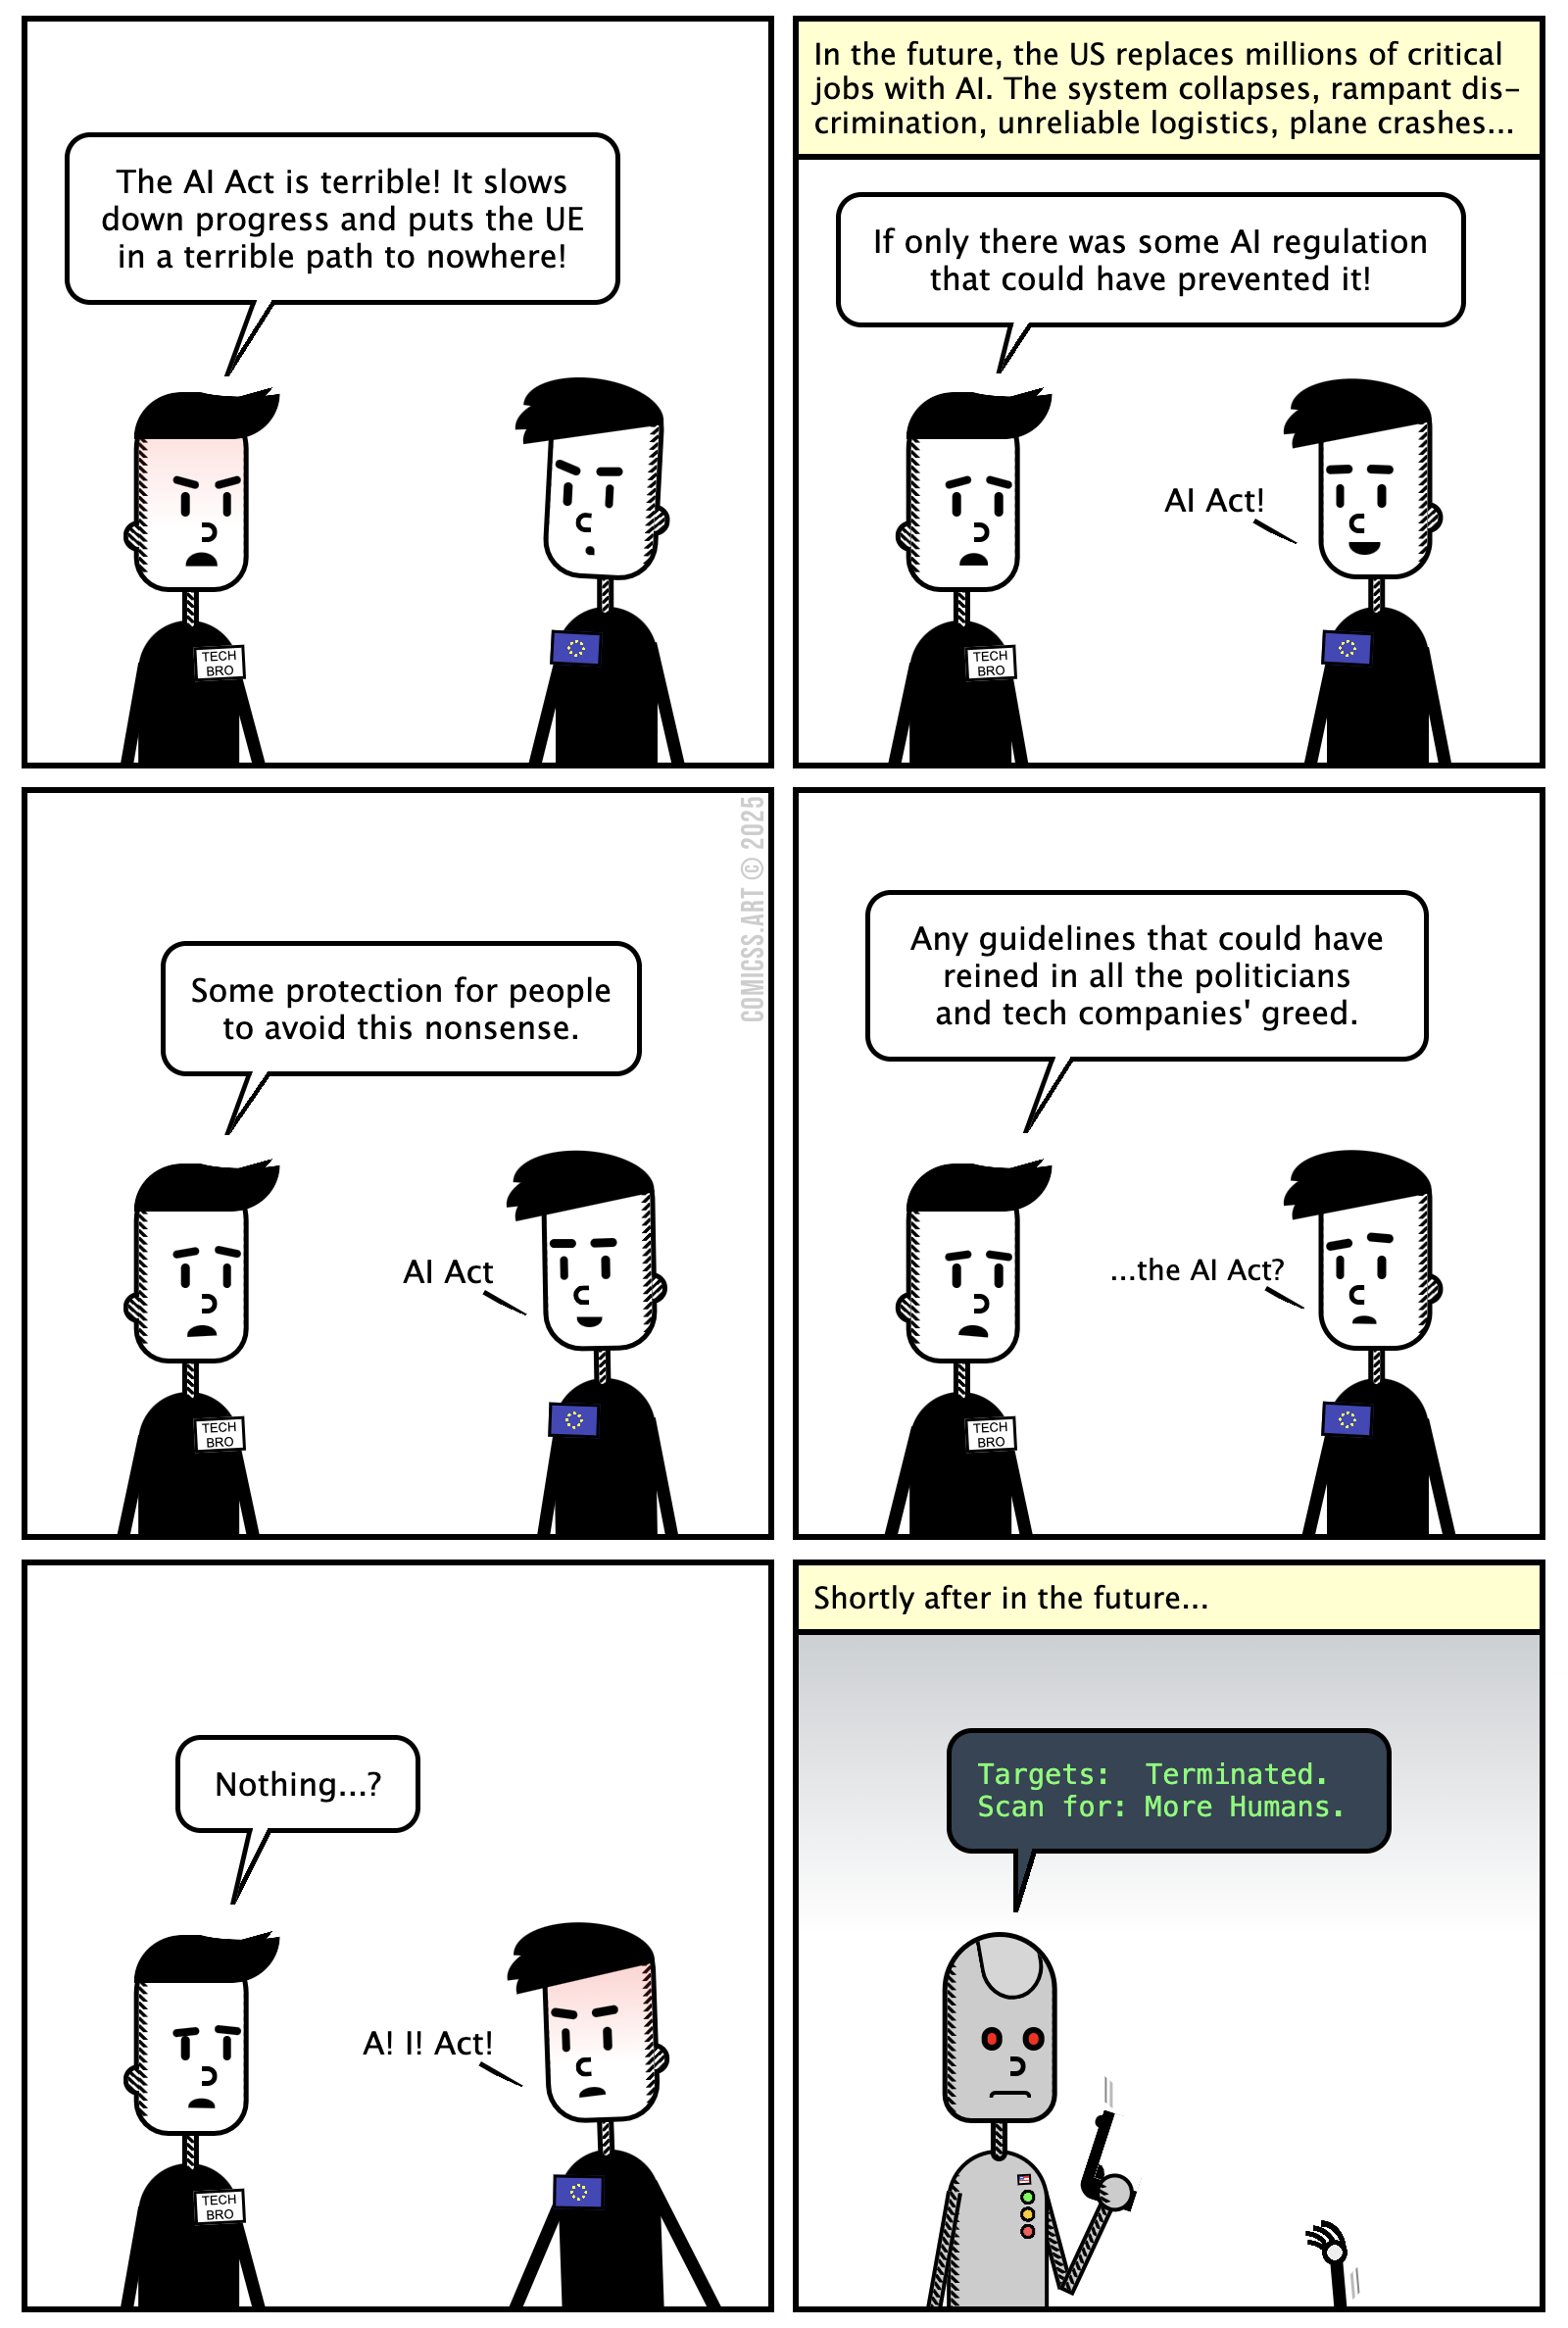 The AI Act is terrible! It slows
down progress and puts the UE
in a terrible path to nowhere!
TECH
BRO
In the future, the US replaces millions of critical
jobs with AI. The system collapses, rampant dis-
crimination, unreliable logistics, plane crashes...
If only there was some AI regulation
that could have prevented it!
AI Act!
TECH
BRO
COMICSS.ART © 2025
Some protection for people
to avoid this nonsense.
AI Act
TECH
BRO
Any guidelines that could have
reined in all the politicians
and tech companies' greed.
...the AI Act?
TECH
BRO
Nothing...?
A! I! Act!
TECH
BRO
Shortly after in the future...
Targets:  Terminated.
Scan for: More Humans.